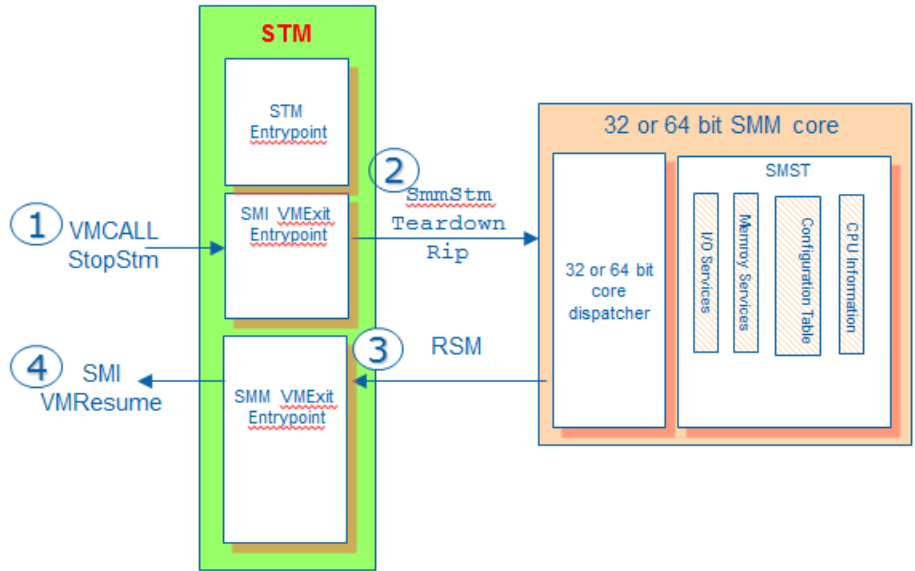 STM
STM
Entrypoint
1
VMCALL
StopStm
SMI VMExit
Entrypoint
2
SmmStm
Teardown
Rip
32 or 64 bit SMM core
32 or 64 bit
core
dispatcher
SMST
I/O Services
Memroy Services
Configuration Table
CPU Information
3
RSM
SMM VMExit
Entrypoint
4
SMI
VMResume